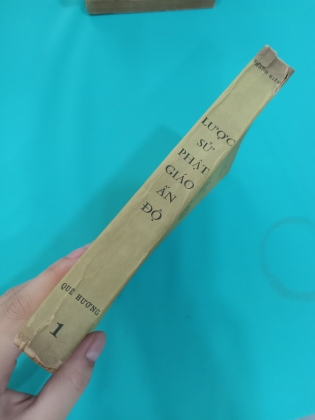 LƯỢC
SỬ
PHẬT
GIÁO
ẤN
ĐỘ
QUÊ HƯƠNG
1